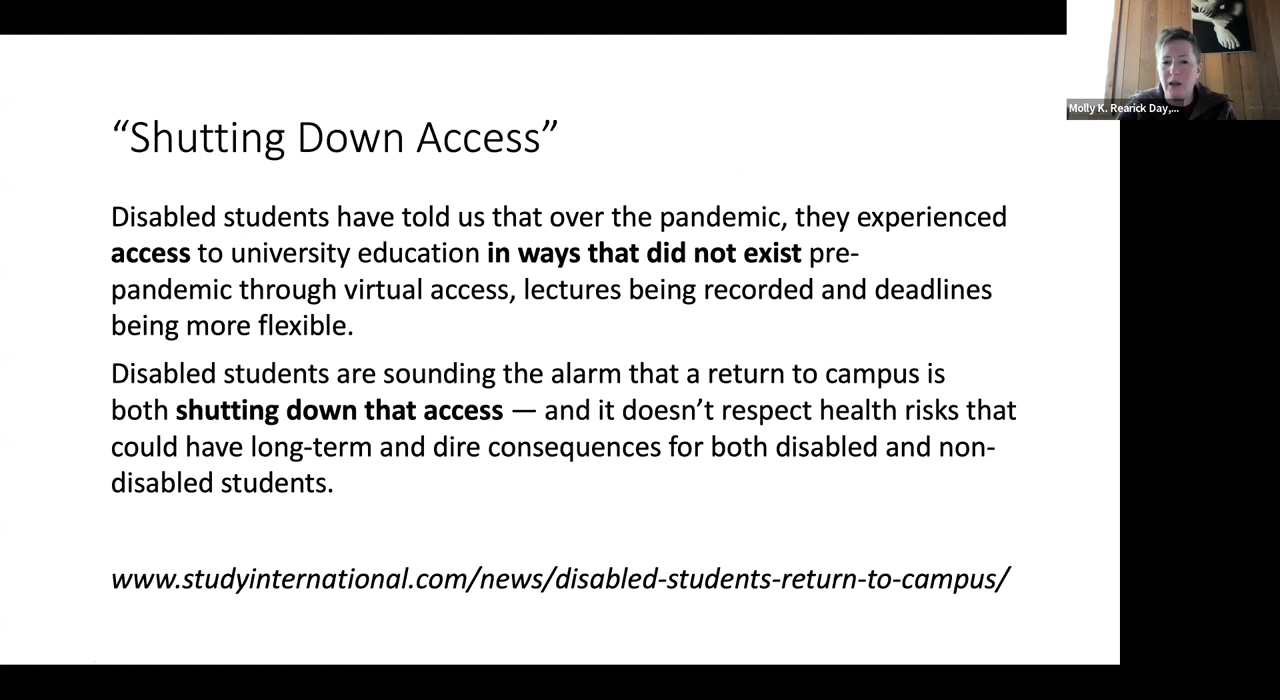 “Shutting Down Access”
Disabled students have told us that over the pandemic, they experienced
access to university education in ways that did not exist pre-
pandemic through virtual access, lectures being recorded and deadlines
being more flexible.
Disabled students are sounding the alarm that a return to campus is
both shutting down that access — and it doesn’t respect health risks that
could have long-term and dire consequences for both disabled and non-
disabled students.
www.studyinternational.com/news/disabled-students-return-to-campus/
Molly K. Rearick Day,...